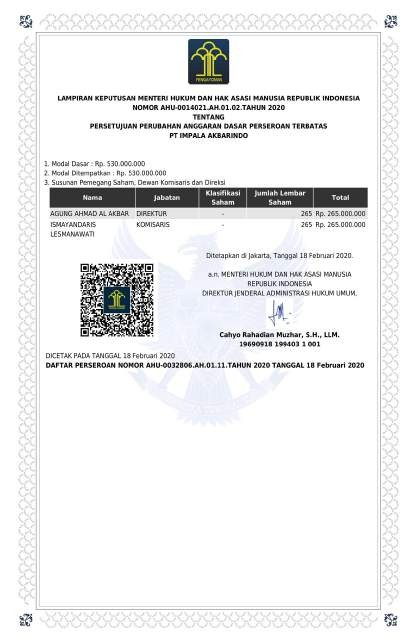 PENGAYOMAN
LAMPIRAN KEPUTUSAN MENTERI HUKUM DAN HAK ASASI MANUSIA REPUBLIK INDONESIA
NOMOR AHU-0014021.AH.01.02.TAHUN 2020
TENTANG
PERSETUJUAN PERUBAHAN ANGGARAN DASAR PERSEROAN TERBATAS
PT IMPALA AKBARINDO
1. Modal Dasar : Rp. 530.000.000
2. Modal Ditempatkan : Rp. 530.000.000
3. Susunan Pemegang Saham, Dewan Komisaris dan Direksi
Nama Jabatan Klasifikasi Saham Jumlah Lembar Saham Total
AGUNG AHMAD AL AKBAR DIREKTUR - 265 Rp. 265.000.000
ISMAYANDARIS LESMANAWATI KOMISARIS - 265 Rp. 265.000.000
Ditetapkan di Jakarta, Tanggal 18 Februari 2020.
a.n. MENTERI HUKUM DAN HAK ASASI MANUSIA
REPUBLIK INDONESIA
DIREKTUR JENDERAL ADMINISTRASI HUKUM UMUM.
Cahyo Rahadian Muzhar, S.H., LLM.
19690918 199403 1 001
DICETAK PADA TANGGAL 18 Februari 2020
DAFTAR PERSEROAN NOMOR AHU-0032806.AH.01.11.TAHUN 2020 TANGGAL 18 Februari 2020